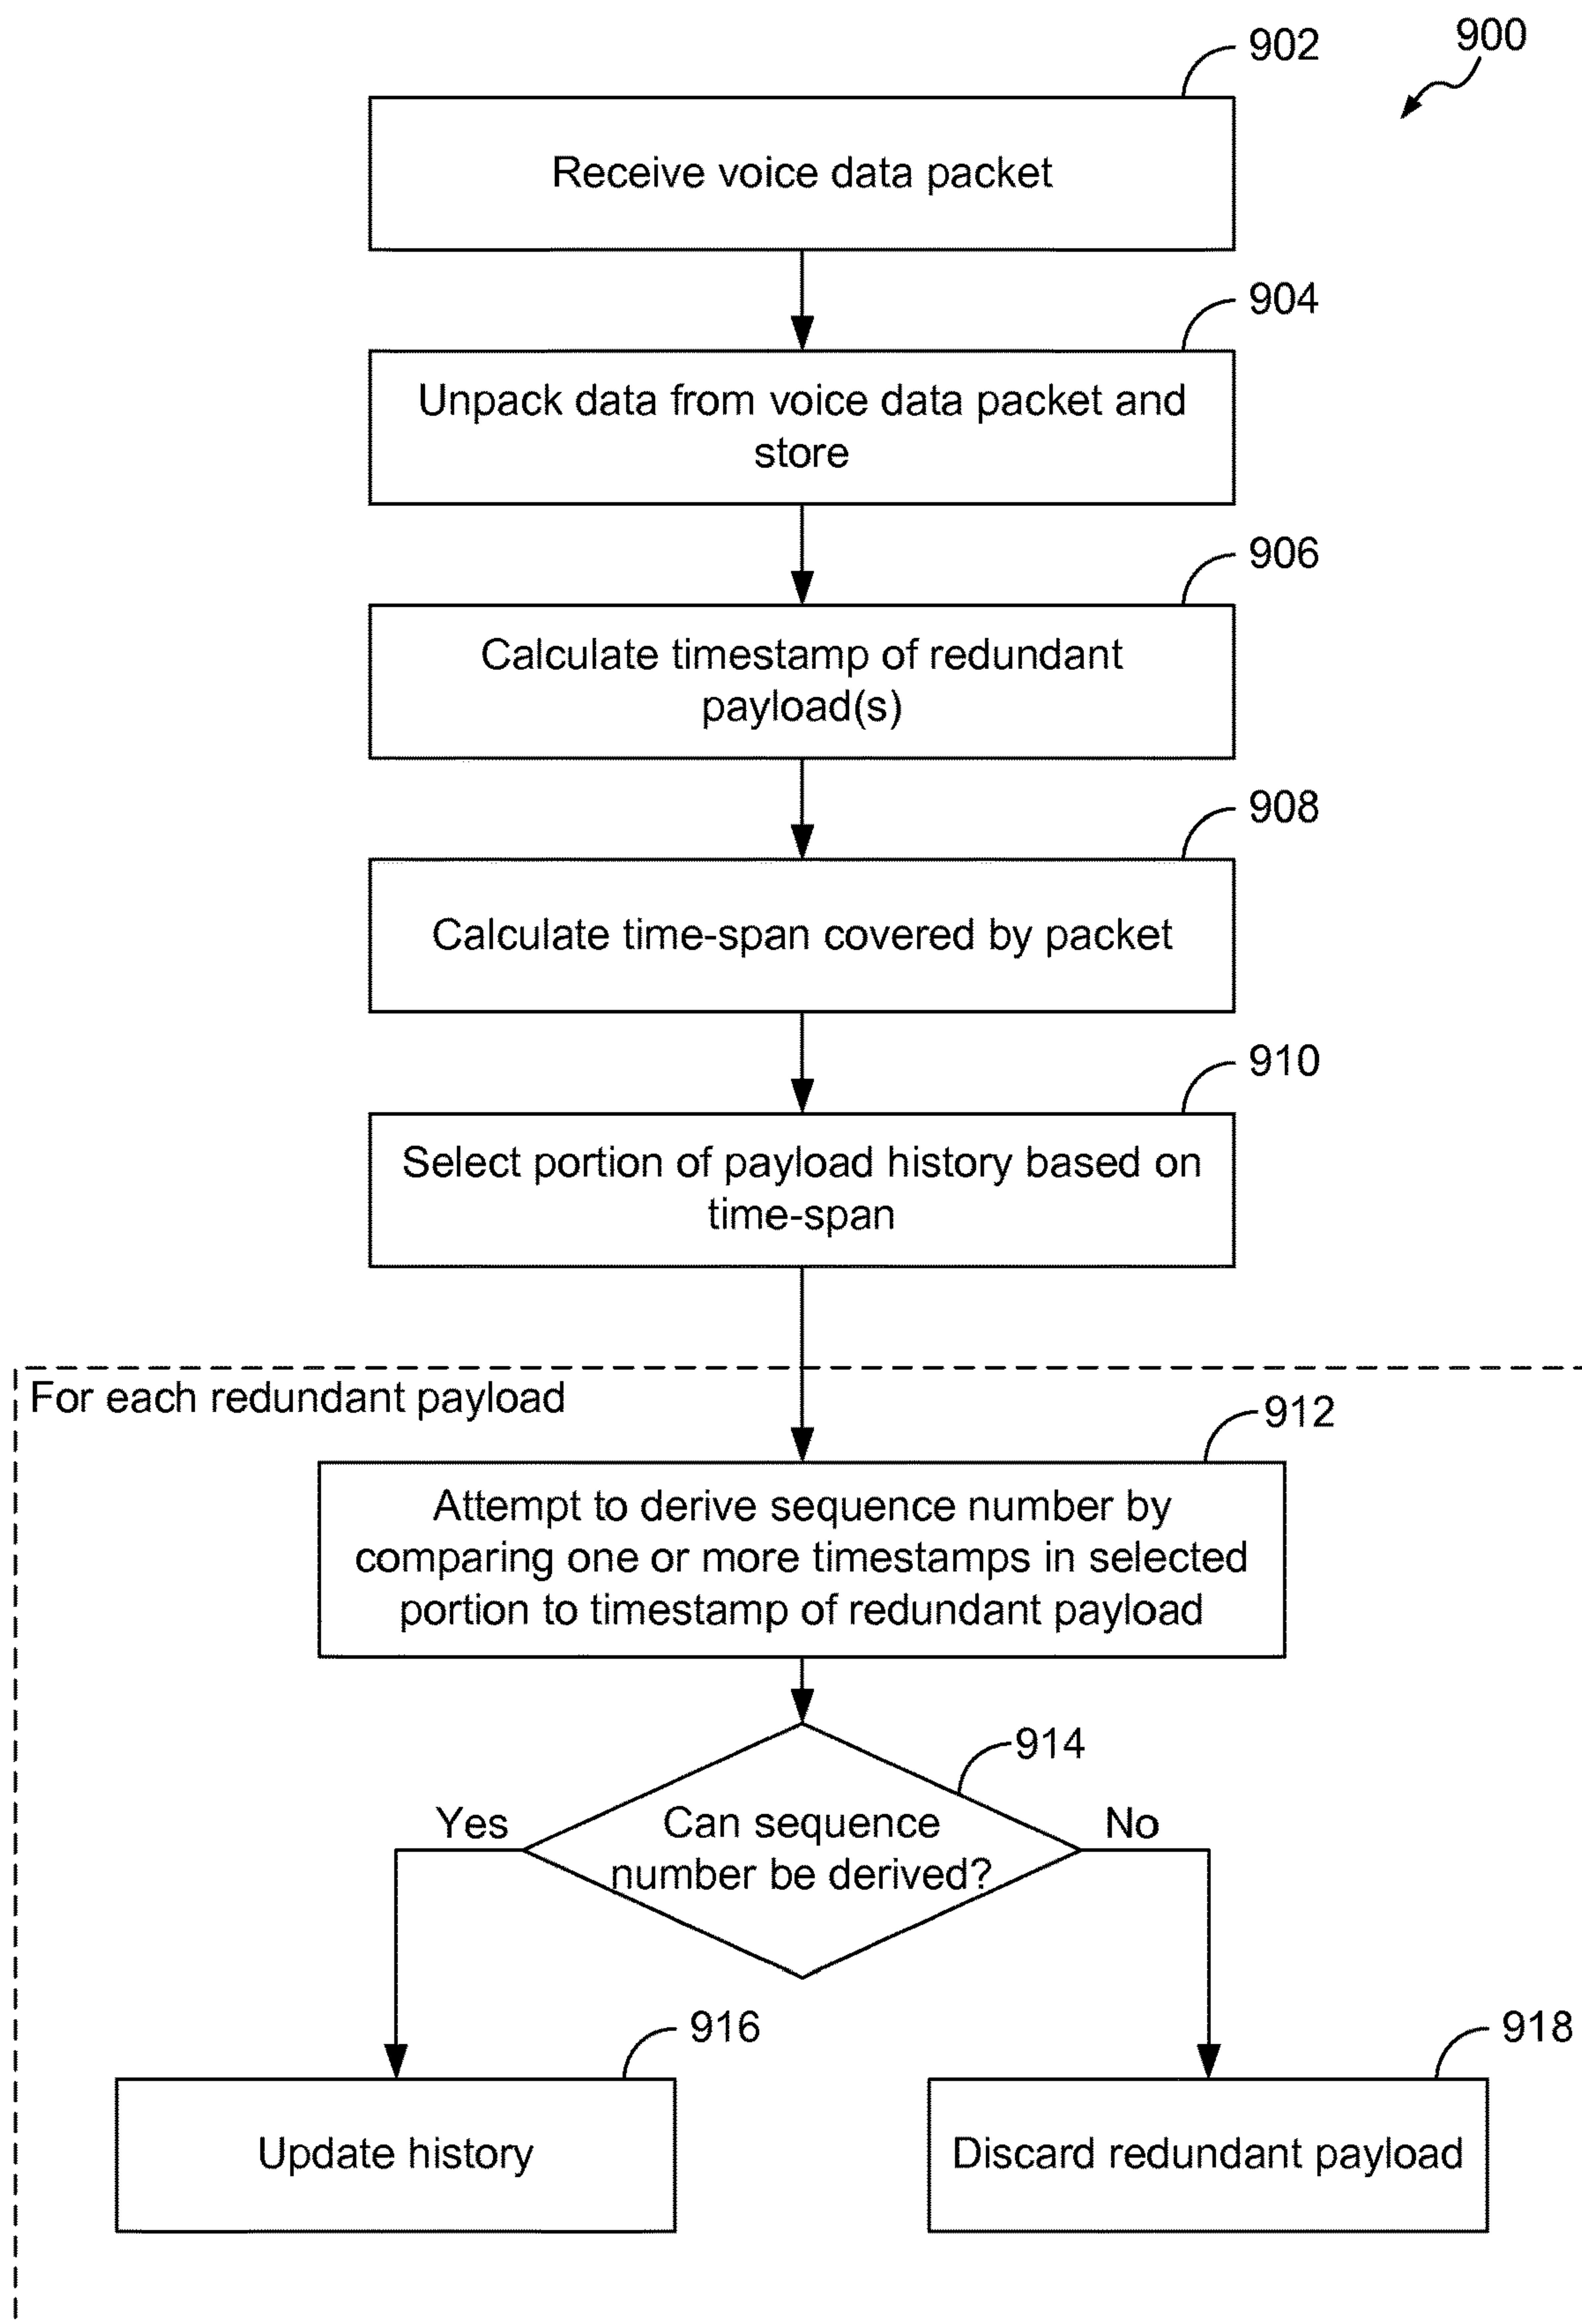 900
902
Receive voice data packet
904
Unpack data from voice data packet and
store
906
Calculate timestamp of redundant
payload(s)
908
Calculate time-span covered by packet
910
Select portion of payload history based on
time-span
For each redundant payload
912
Attempt to derive sequence number by
comparing one or more timestamps in selected
portion to timestamp of redundant payload
914
Yes
Can sequence
number be derived?
No
916
Update history
918
Discard redundant payload